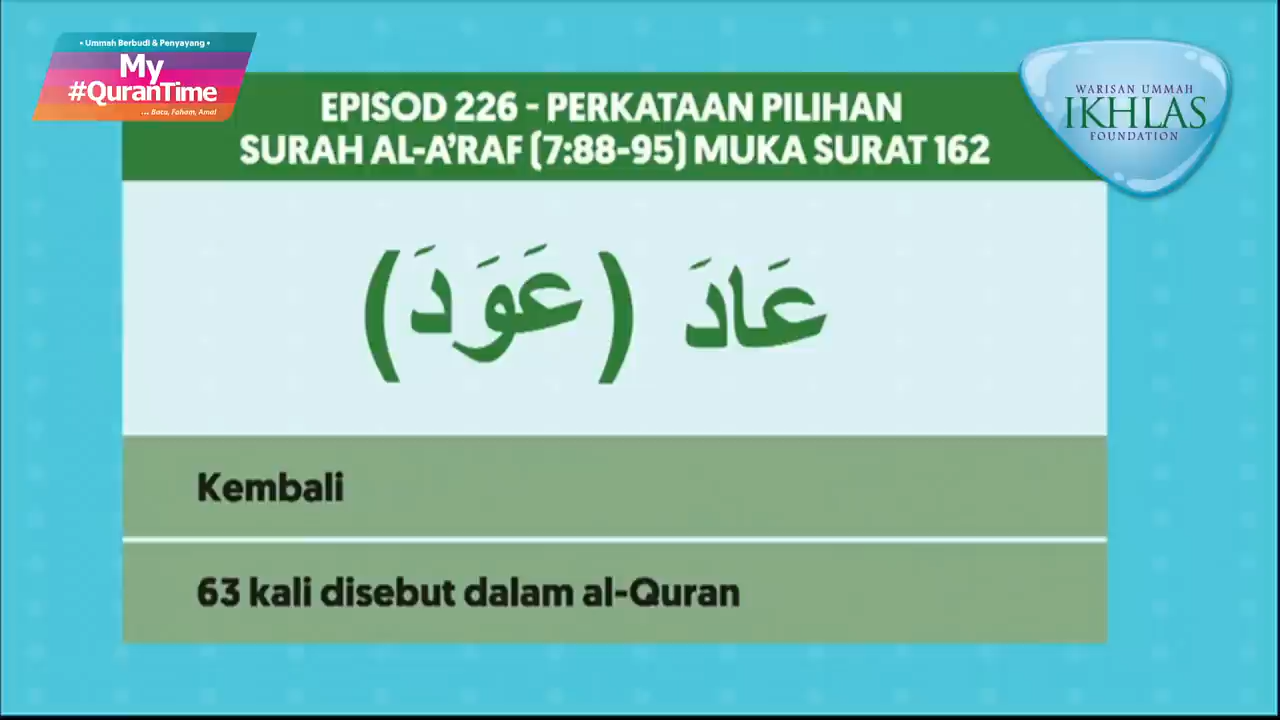 • Ummah Berbudi & Penyayang •
My
#QuranTime
... Baca, Faham, Amal
WARISAN UMMAH
IKHLAS
FOUNDATION
EPISOD 226 - PERKATAAN PILIHAN
SURAH AL-A’RAF (7:88-95) MUKA SURAT 162
عَادَ (عَوَدَ)
Kembali
63 kali disebut dalam al-Quran